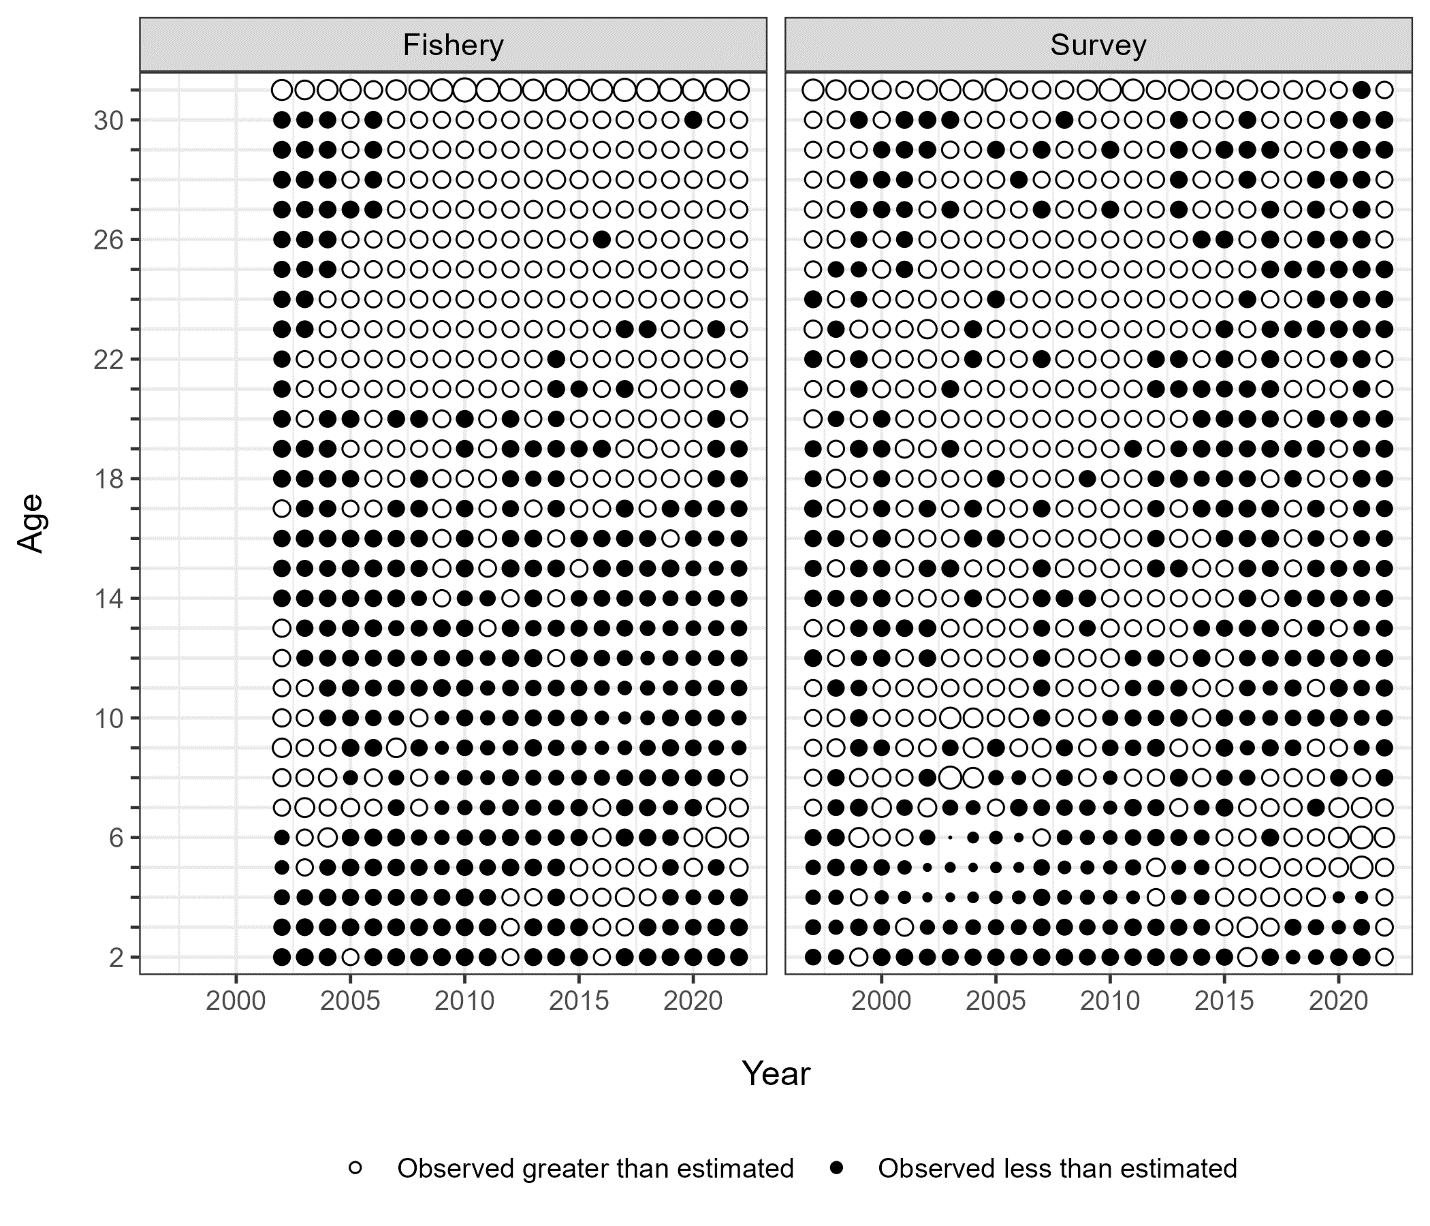 Fishery Survey
30
26
22
18
14
10
6
2
Age
2000 2005 2010 2015 2020 2000 2005 2010 2015 2020
Year
Observed greater than estimated Observed less than estimated